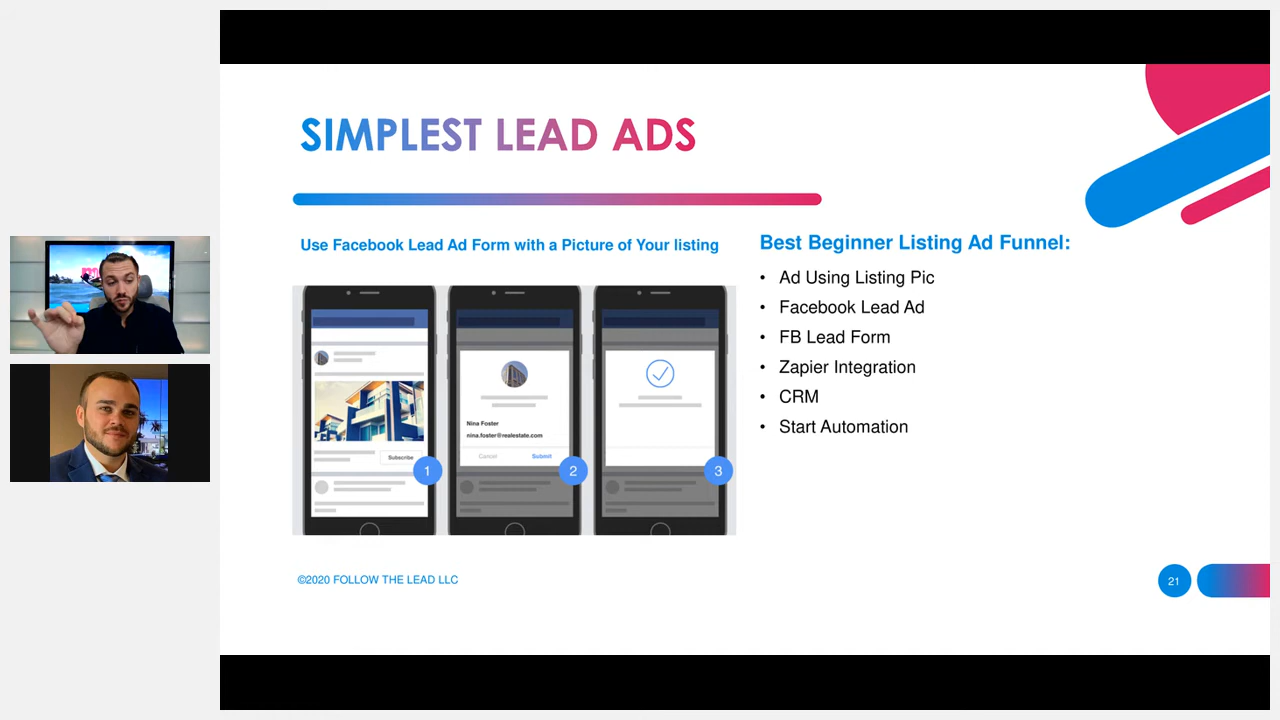 SIMPLEST LEAD ADS
Use Facebook Lead Ad Form with a Picture of Your listing
Subscribe
1
Nina Foster
nina.foster@realestate.com
Cancel
Submit
2
3
Best Beginner Listing Ad Funnel:
• Ad Using Listing Pic
• Facebook Lead Ad
• FB Lead Form
• Zapier Integration
• CRM
• Start Automation
©2020 FOLLOW THE LEAD LLC
21